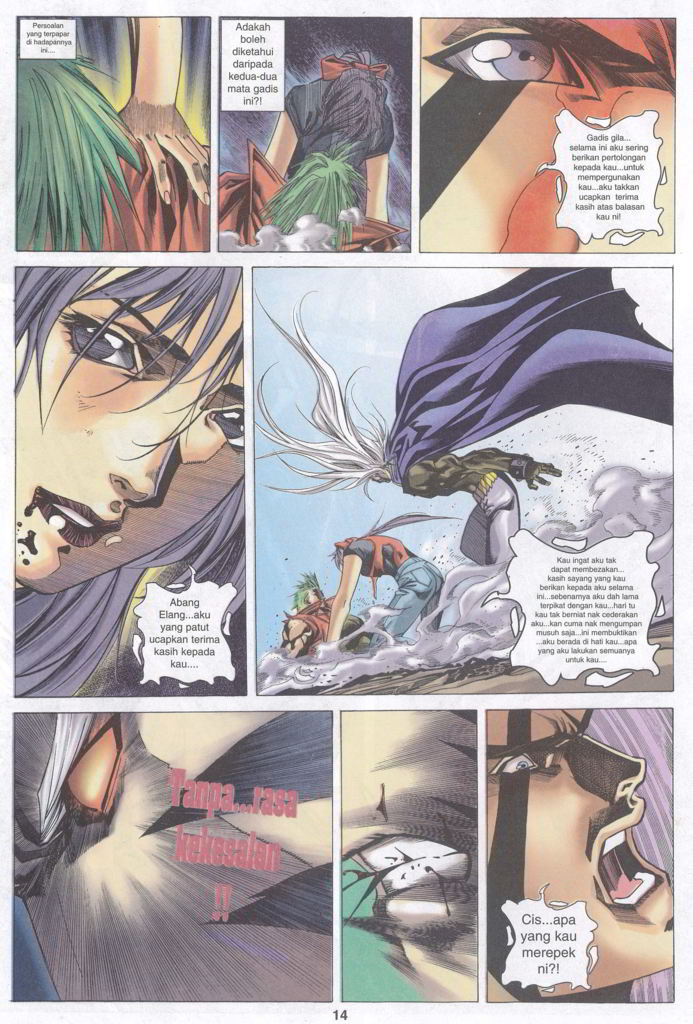 Persoalan
yang terpapar
di hadapannya
ini....
Adakah
boleh
diketahui
daripada
kedua-dua
mata gadis
ini?!
Gadis gila...
selama ini aku sering
berikan pertolongan
kepada kau...untuk
mempergunakan
kau...aku takkan
ucapkan terima
kasih atas balasan
kau ni!
Abang
Elang...aku
yang patut
ucapkan terima
kasih kepada
kau....
Kau ingat aku tak
dapat membezakan...
kasih sayang yang kau
berikan kepada aku selama
ini...sebenarnya aku dah lama
terpikat dengan kau...hari tu
kau tak berniat nak cederakan
aku...kan cuma nak mengumpan
musuh saja...ini membuktikan
...aku berada di hati kau...apa
yang aku lakukan semuanya
untuk kau....
Tanpa...rasa
kekesalan
!?
Cis...apa
yang kau
merepek
ni?!
14